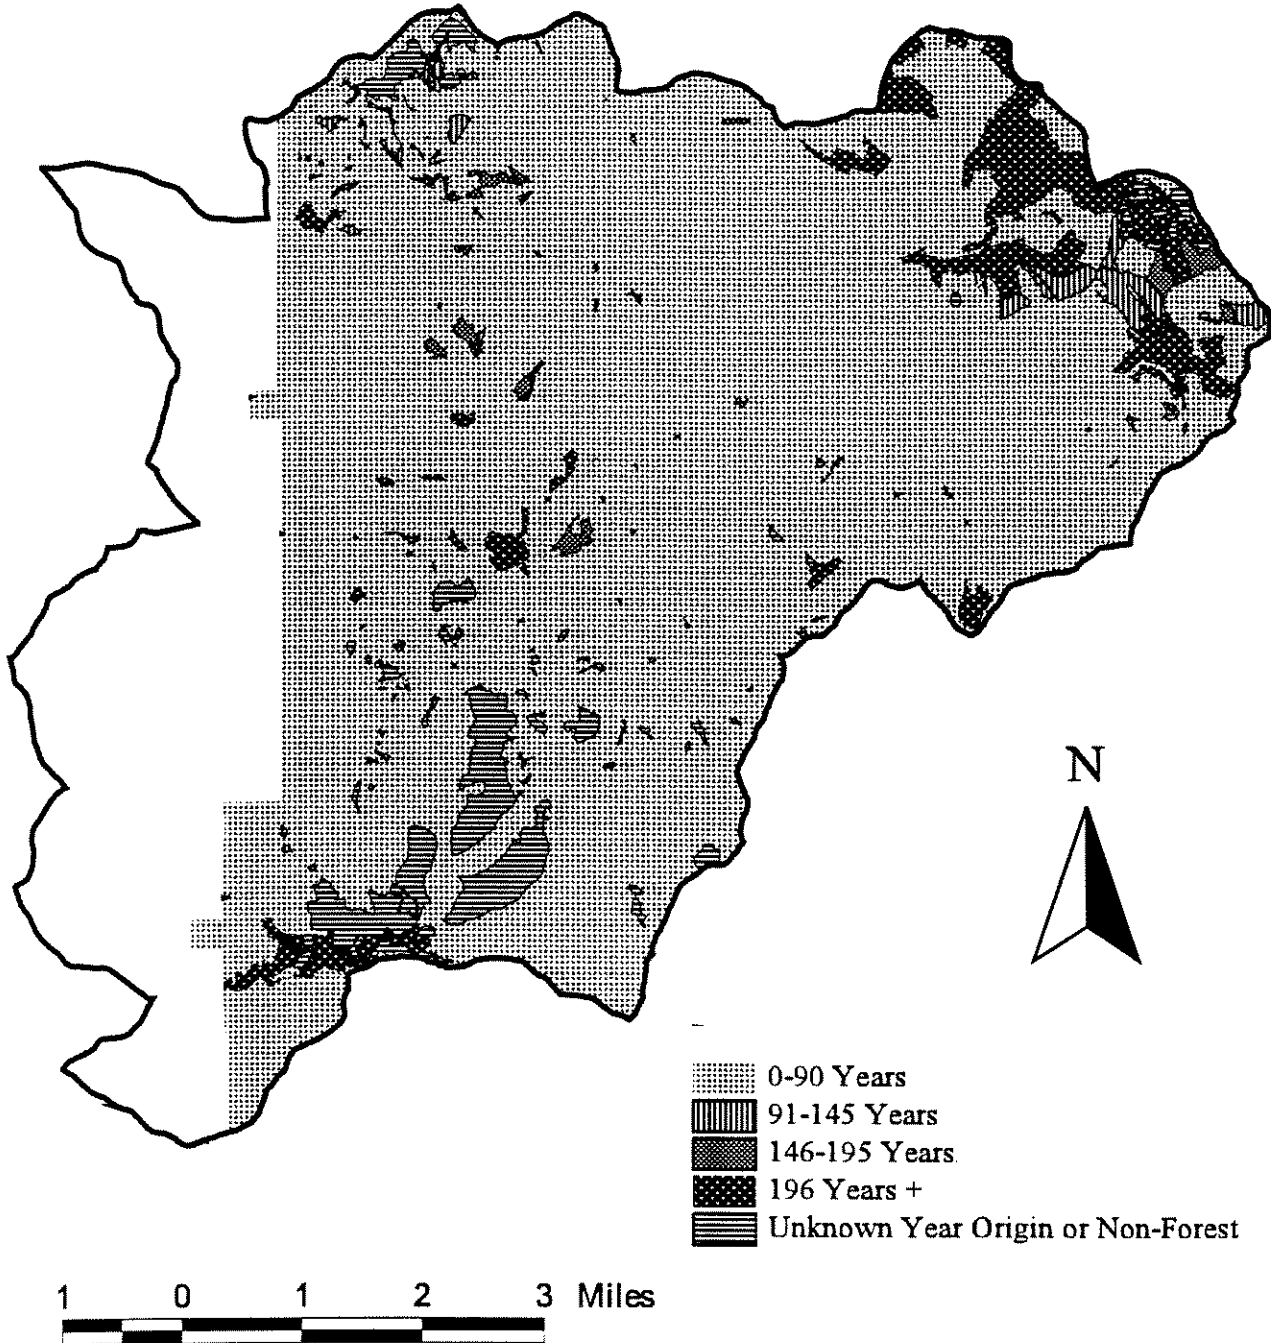 N
0-90 Years
91-145 Years
146-195 Years
196 Years +
Unknown Year Origin or Non-Forest
1 0 1 2 3 Miles